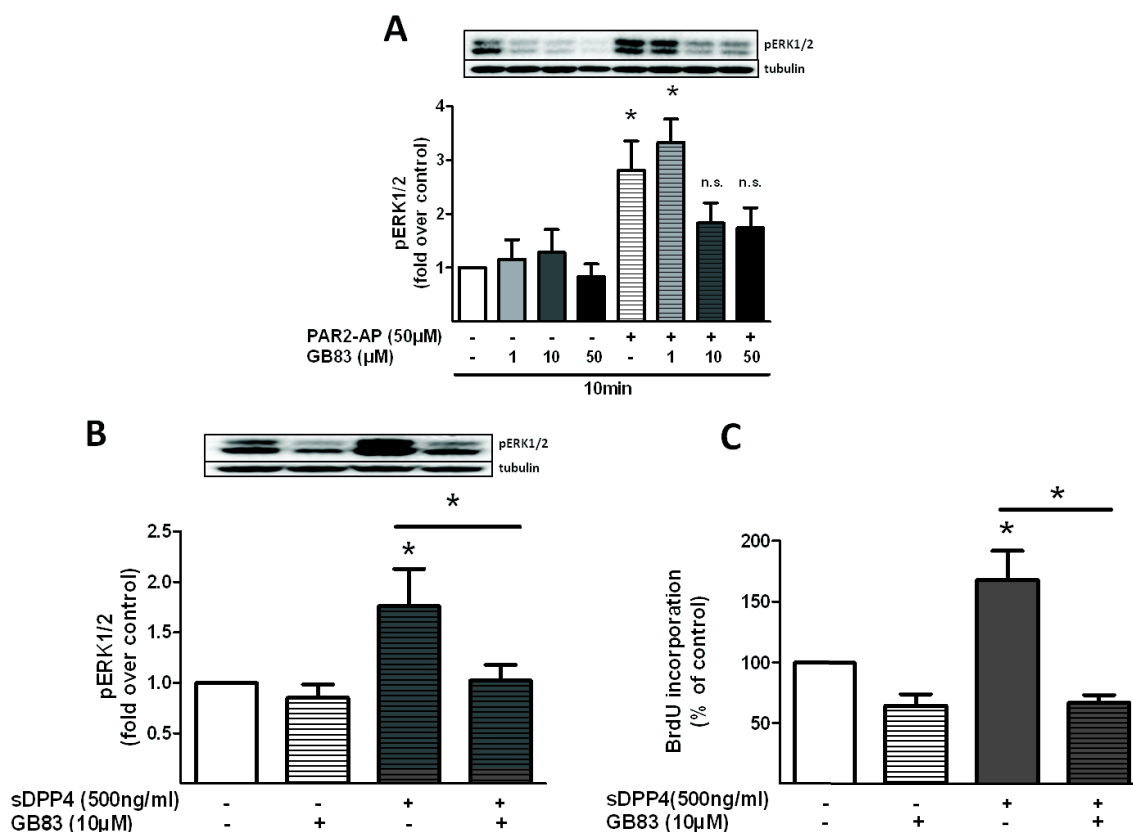 A
pERK1/2
tubulin
pERK1/2
(fold over control)
4
3
2
1
*
*
n.s.
n.s.
PAR2-AP (50µM) - - - - + + + +
GB83 (µM) - 1 10 50 - 1 10 50
10min
B
pERK1/2
tubulin
pERK1/2
(fold over control)
2.5
2.0
1.5
1.0
0.5
*
*
sDPP4 (500ng/ml) - - + +
GB83 (10µM) - + - +
C
BrdU incorporation
(% of control)
200
150
100
50
*
*
sDPP4(500ng/ml) - - + +
GB83 (10µM) - + - +